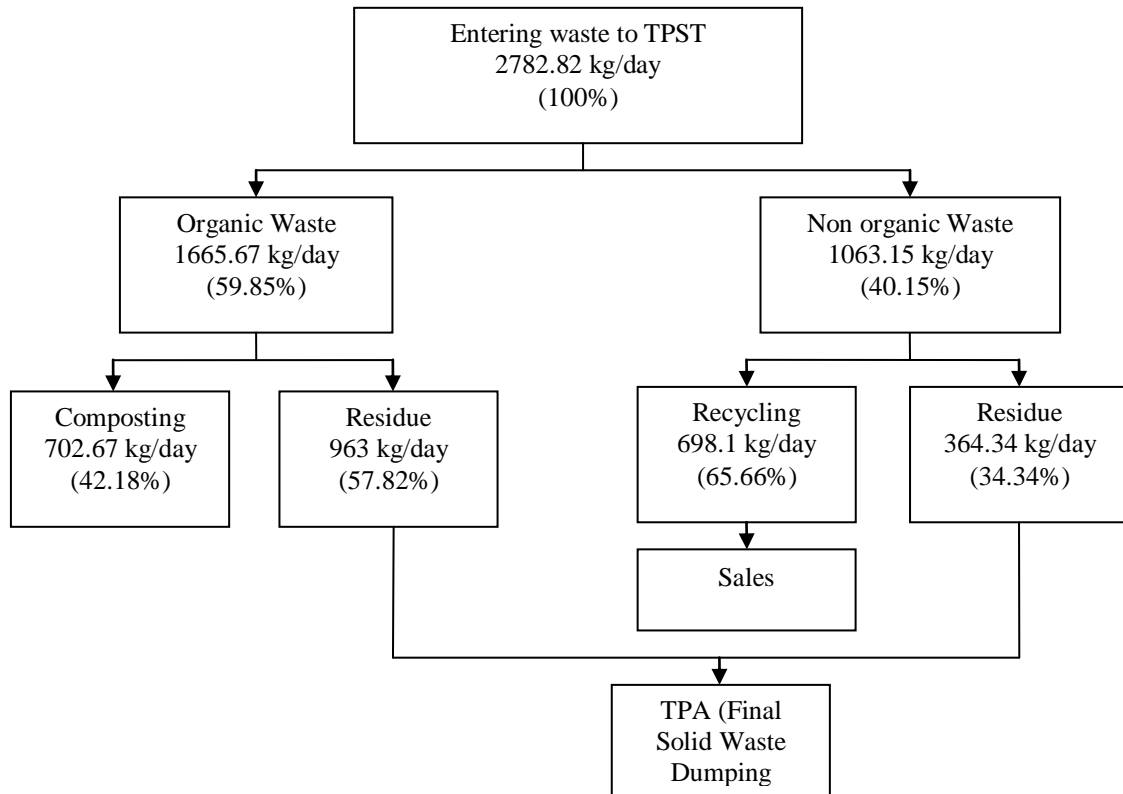 Entering waste to TPST
2782.82 kg/day
(100%)
Organic Waste
1665.67 kg/day
(59.85%)
Non organic Waste
1063.15 kg/day
(40.15%)
Composting
702.67 kg/day
(42.18%)
Residue
963 kg/day
(57.82%)
Recycling
698.1 kg/day
(65.66%)
Residue
364.34 kg/day
(34.34%)
Sales
TPA (Final
Solid Waste
Dumping